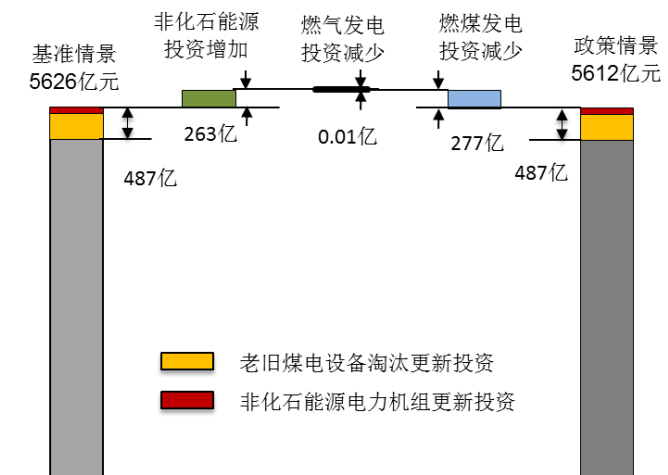 基准情景
5626亿元
非化石能源
投资增加
燃气发电
投资减少
燃煤发电
投资减少
政策情景
5612亿元
263亿
0.01亿
277亿
487亿
487亿
老旧煤电设备淘汰更新投资
非化石能源电力机组更新投资